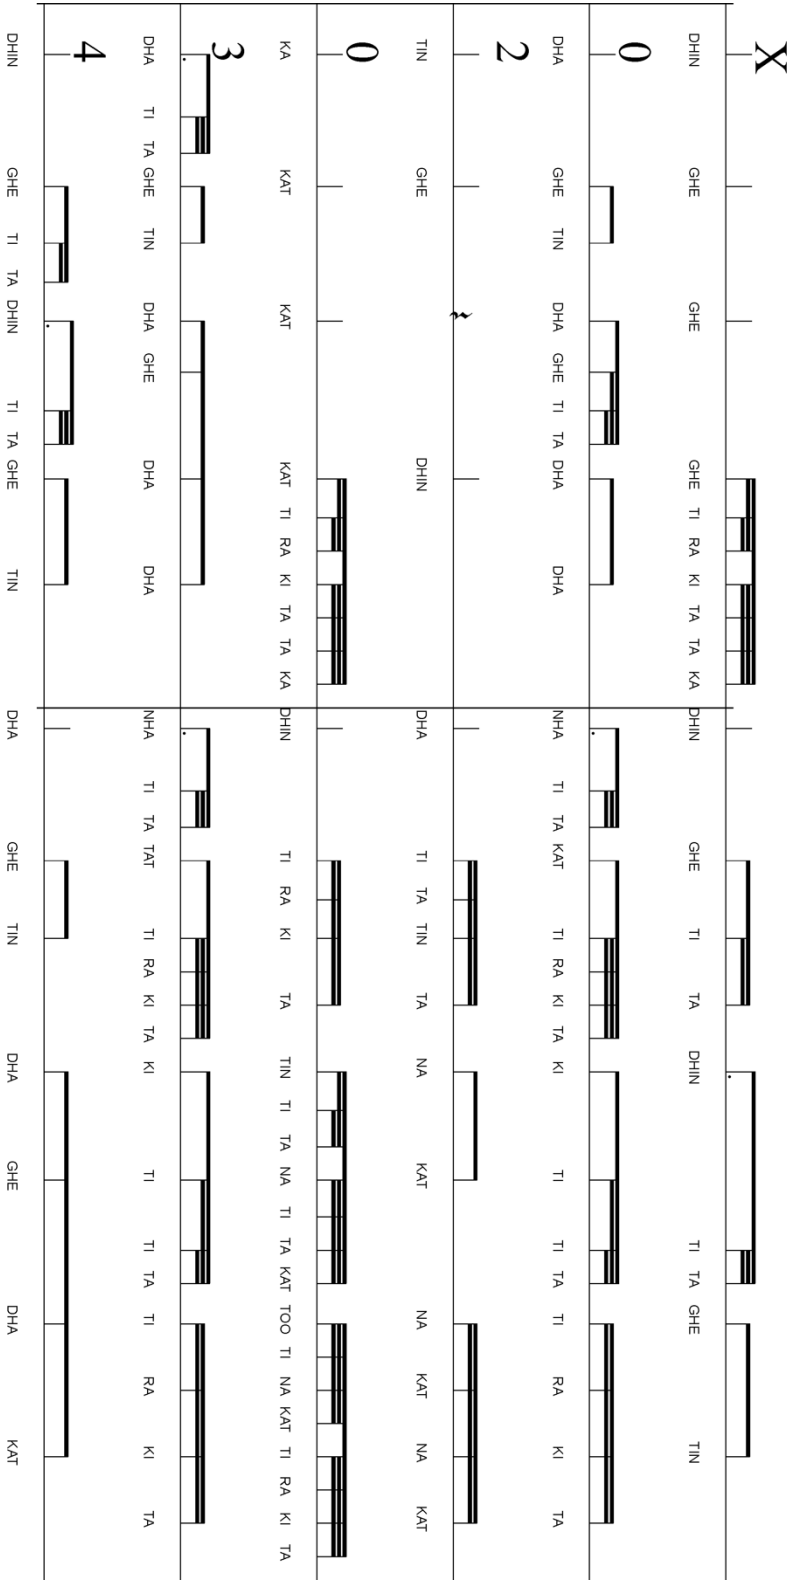 X
DHIN GHE GHE GHE TI RA KI TA TA KA DHIN GHE TI TA DHIN TI TA GHE TIN
0
DHA GHE TIN DHA GHE TI TA DHA DHA NHA TI TA KAT TI RA KI TA KI TI TI TA TI RA KI TA
2
TIN GHE DHIN DHA TI TA TIN TA NA KAT NA KAT NA KAT
0
KA KAT KAT KAT TI RA KI TA TA KA DHIN TI RA KI TA TIN TI TA NA TI TA KAT TOO TI NA KAT TI RA KI TA
3
DHA TI TA GHE TIN DHA GHE DHA DHA NHA TI TA TAT TI RA KI TA KI TI TI TA TI RA KI TA
4
DHIN GHE TI TA DHIN TI TA GHE TIN DHA GHE TIN DHA GHE DHA KAT